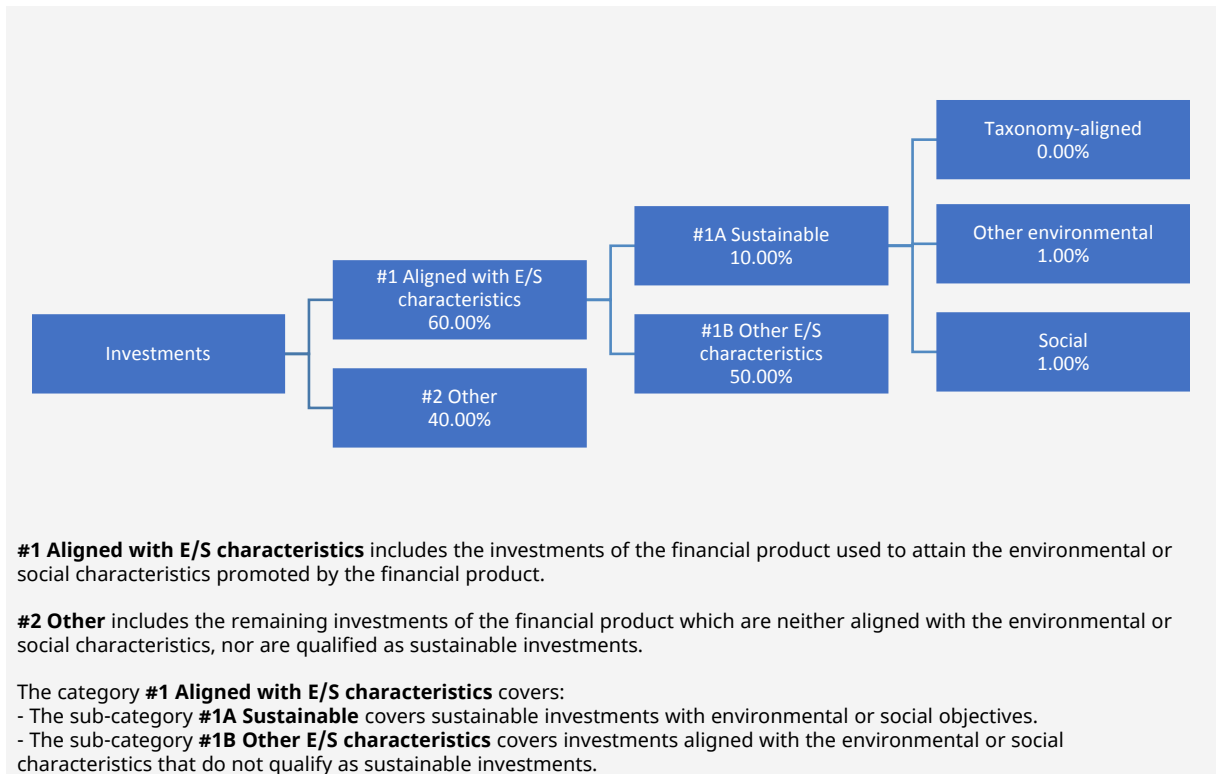 Taxonomy-aligned
0.00%
#1A Sustainable
10.00%
Other environmental
1.00%
#1 Aligned with E/S
characteristics
60.00%
Investments
#1B Other E/S
characteristics
50.00%
Social
1.00%
#2 Other
40.00%
#1 Aligned with E/S characteristics includes the investments of the financial product used to attain the environmental or
social characteristics promoted by the financial product.
#2 Other includes the remaining investments of the financial product which are neither aligned with the environmental or
social characteristics, nor are qualified as sustainable investments.
The category #1 Aligned with E/S characteristics covers:
- The sub-category #1A Sustainable covers sustainable investments with environmental or social objectives.
- The sub-category #1B Other E/S characteristics covers investments aligned with the environmental or social
characteristics that do not qualify as sustainable investments.